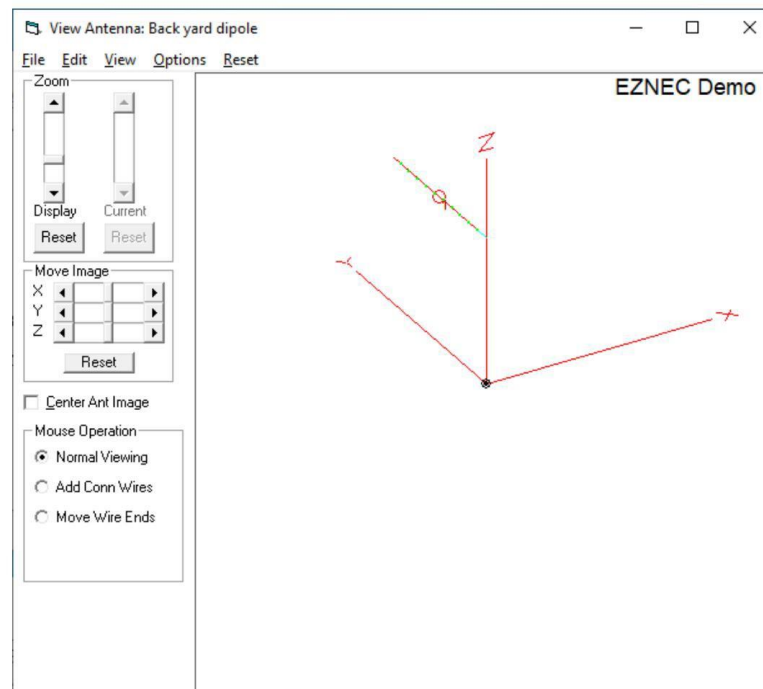 View Antenna: Back yard dipole
File Edit View Options Reset
EZNEC Demo
Zoom
Display Current
Reset Reset
Move Image
X
Y
Z
Reset
Center Ant Image
Mouse Operation
Normal Viewing
Add Conn Wires
Move Wire Ends
Z
Y
X